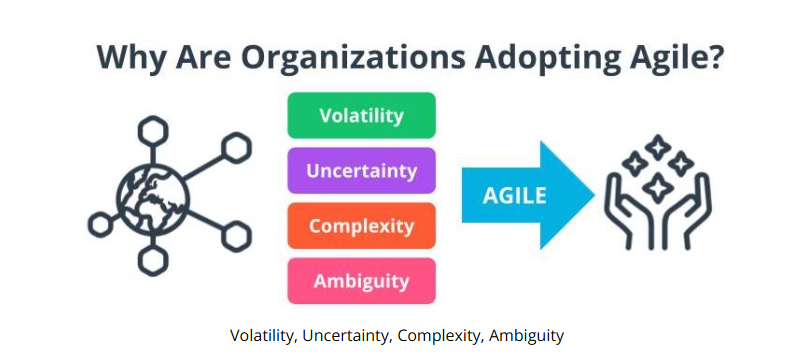 Why Are Organizations Adopting Agile?
Volatility
Uncertainty
Complexity
Ambiguity
AGILE
Volatility, Uncertainty, Complexity, Ambiguity